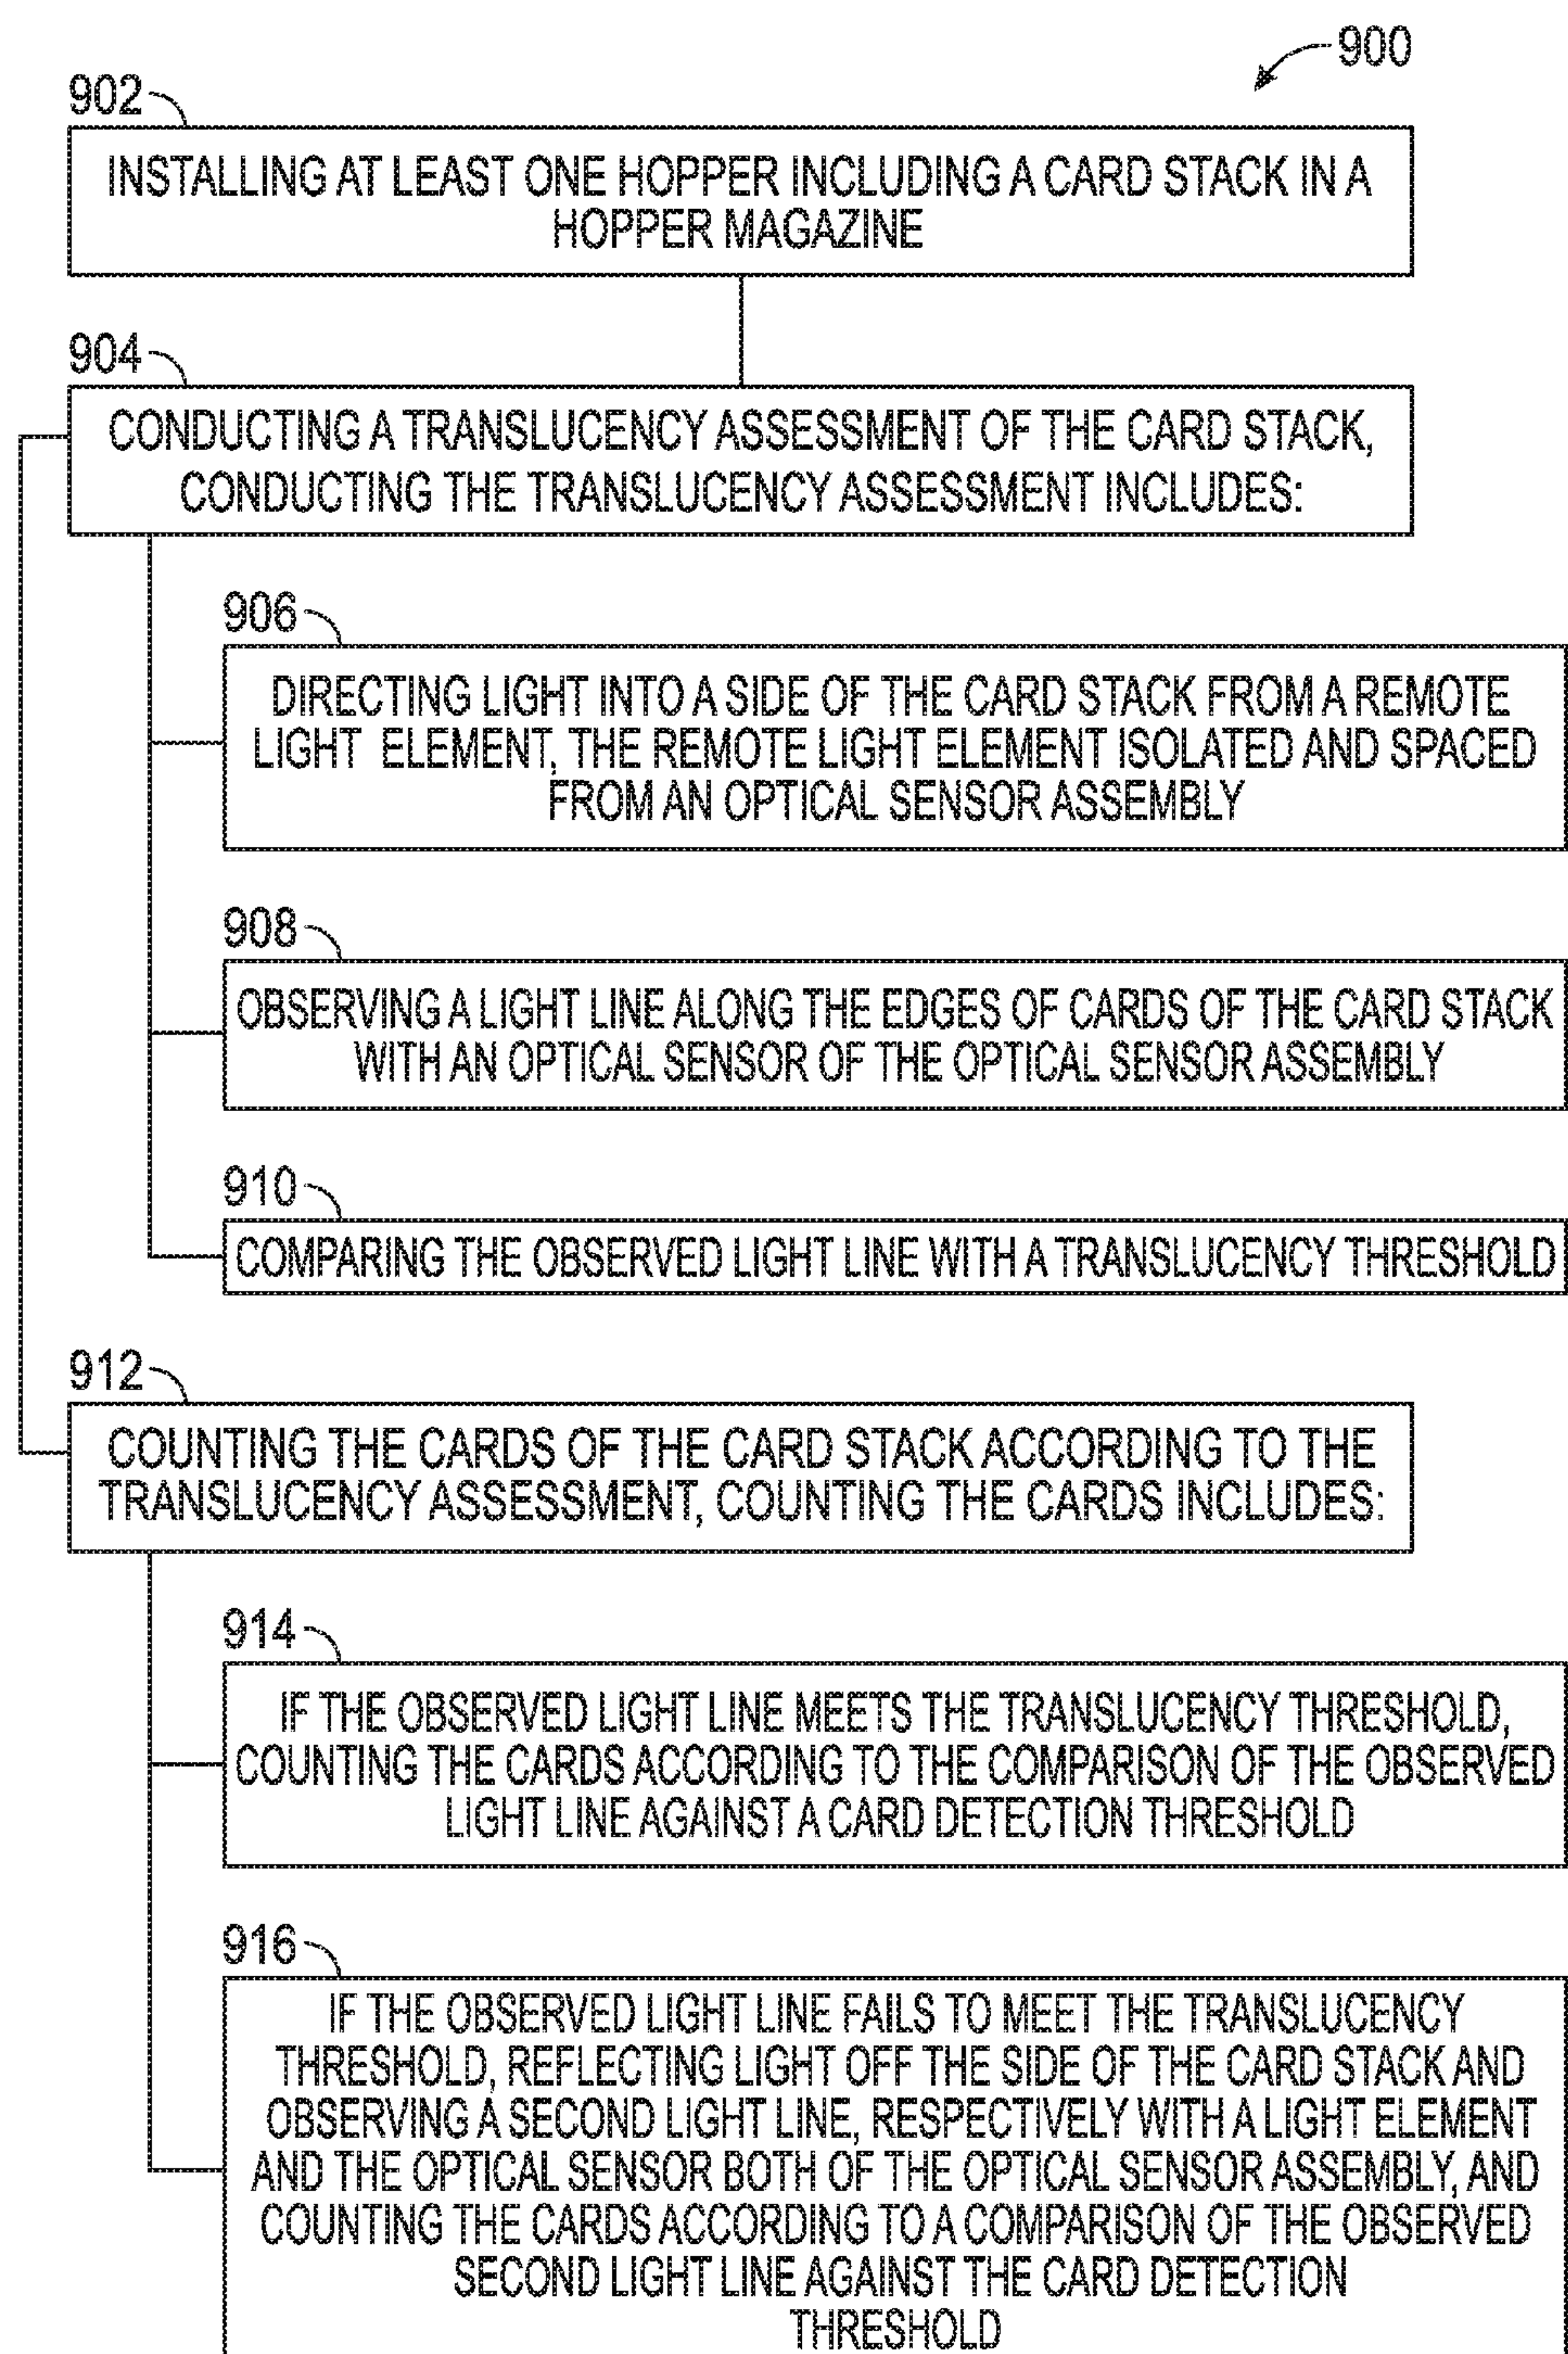 900
902
INSTALLING AT LEAST ONE HOPPER INCLUDING A CARD STACK IN A
HOPPER MAGAZINE
904
CONDUCTING A TRANSLUCENCY ASSESSMENT OF THE CARD STACK,
CONDUCTING THE TRANSLUCENCY ASSESSMENT INCLUDES:
906
DIRECTING LIGHT INTO A SIDE OF THE CARD STACK FROM A REMOTE
LIGHT ELEMENT, THE REMOTE LIGHT ELEMENT ISOLATED AND SPACED
FROM AN OPTICAL SENSOR ASSEMBLY
908
OBSERVING A LIGHT LINE ALONG THE EDGES OF CARDS OF THE CARD STACK
WITH AN OPTICAL SENSOR OF THE OPTICAL SENSOR ASSEMBLY
910
COMPARING THE OBSERVED LIGHT LINE WITH A TRANSLUCENCY THRESHOLD
912
COUNTING THE CARDS OF THE CARD STACK ACCORDING TO THE
TRANSLUCENCY ASSESSMENT, COUNTING THE CARDS INCLUDES:
914
IF THE OBSERVED LIGHT LINE MEETS THE TRANSLUCENCY THRESHOLD,
COUNTING THE CARDS ACCORDING TO THE COMPARISON OF THE OBSERVED
LIGHT LINE AGAINST A CARD DETECTION THRESHOLD
916
IF THE OBSERVED LIGHT LINE FAILS TO MEET THE TRANSLUCENCY
THRESHOLD, REFLECTING LIGHT OFF THE SIDE OF THE CARD STACK AND
OBSERVING A SECOND LIGHT LINE, RESPECTIVELY WITH A LIGHT ELEMENT
AND THE OPTICAL SENSOR BOTH OF THE OPTICAL SENSOR ASSEMBLY, AND
COUNTING THE CARDS ACCORDING TO A COMPARISON OF THE OBSERVED
SECOND LIGHT LINE AGAINST THE CARD DETECTION
THRESHOLD